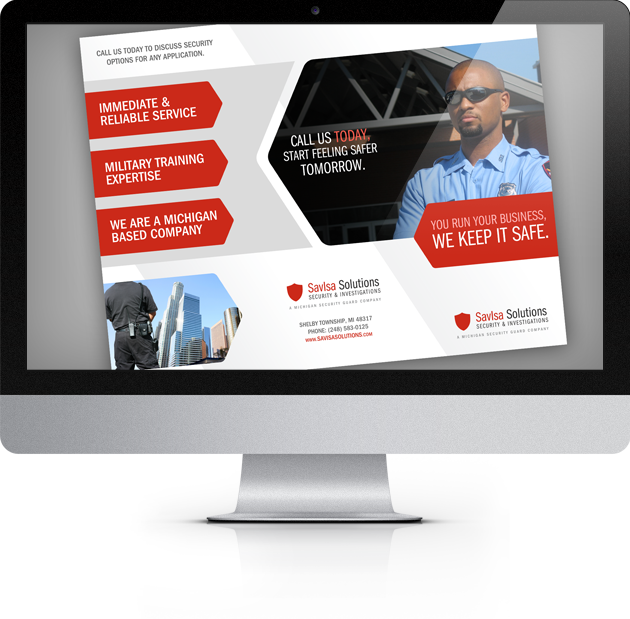 CALL US TODAY TO DISCUSS SECURITY
OPTIONS FOR ANY APPLICATION.
IMMEDIATE &
RELIABLE SERVICE
MILITARY TRAINING
EXPERTISE
WE ARE A MICHIGAN
BASED COMPANY
CALL US TODAY,
START FEELING SAFER
TOMORROW.
YOU RUN YOUR BUSINESS,
WE KEEP IT SAFE.
SavIsa Solutions
SECURITY & INVESTIGATIONS
A MICHIGAN SECURITY GUARD COMPANY
SHELBY TOWNSHIP, MI 48317
PHONE: (248) 583-0125
WWW.SAVISASOLUTIONS.COM
SavIsa Solutions
SECURITY & INVESTIGATIONS
A MICHIGAN SECURITY GUARD COMPANY